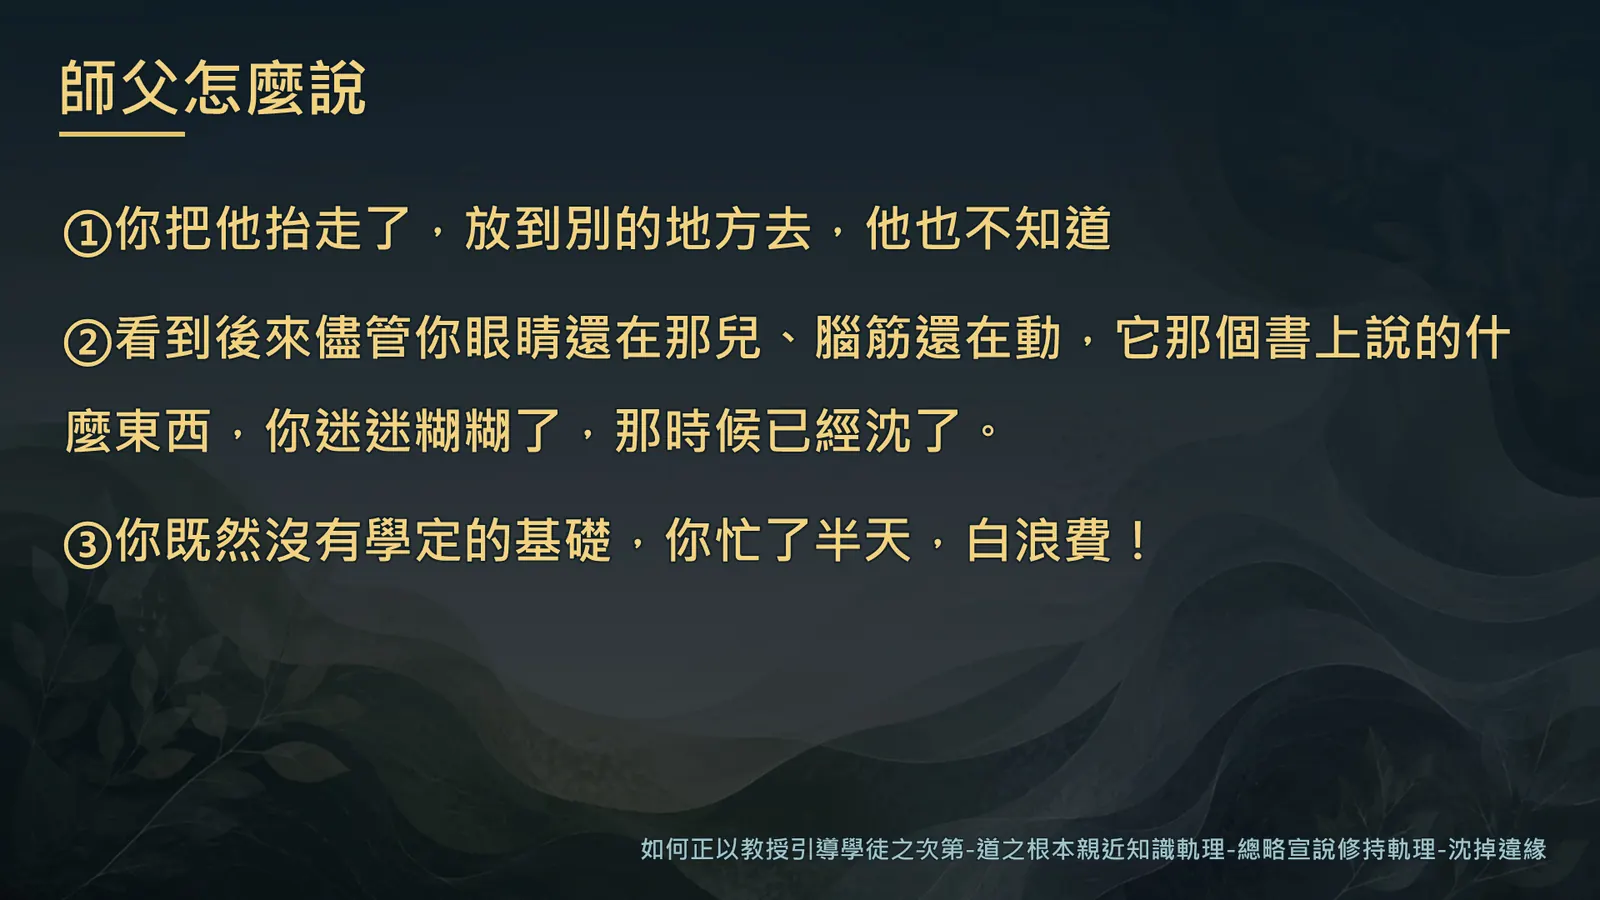 師父怎麼說
①你把他抬走了，放到別的地方去，他也不知道
②看到後來儘管你眼睛還在那兒、腦筋還在動，它那個書上說的什
麼東西，你迷迷糊糊了，那時候已經沈了。
③你既然沒有學定的基礎，你忙了半天，白浪費！
如何正以教授引導學徒之次第-道之根本親近知識軌理-總略宣說修持軌理-沈掉違緣